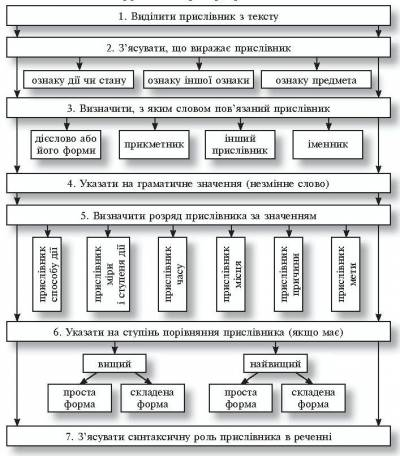 1. Виділити прислівник з тексту
2. З'ясувати, що виражає прислівник
ознаку дії чи стану
ознаку іншої ознаки
ознаку предмета
3. Визначити, з яким словом пов'язаний прислівник
дієслово або
його форми
прикметник
інший
прислівник
іменник
4. Указати на граматичне значення (незмінне слово)
5. Визначити розряд прислівника за значенням
прислівник
способу дії
прислівник
міри
і ступеня дії
прислівник
часу
прислівник
місця
прислівник
причини
прислівник
мети
6. Указати на ступінь порівняння прислівника (якщо має)
вищий
найвищий
проста
форма
складена
форма
проста
форма
складена
форма
7. З'ясувати синтаксичну роль прислівника в реченні